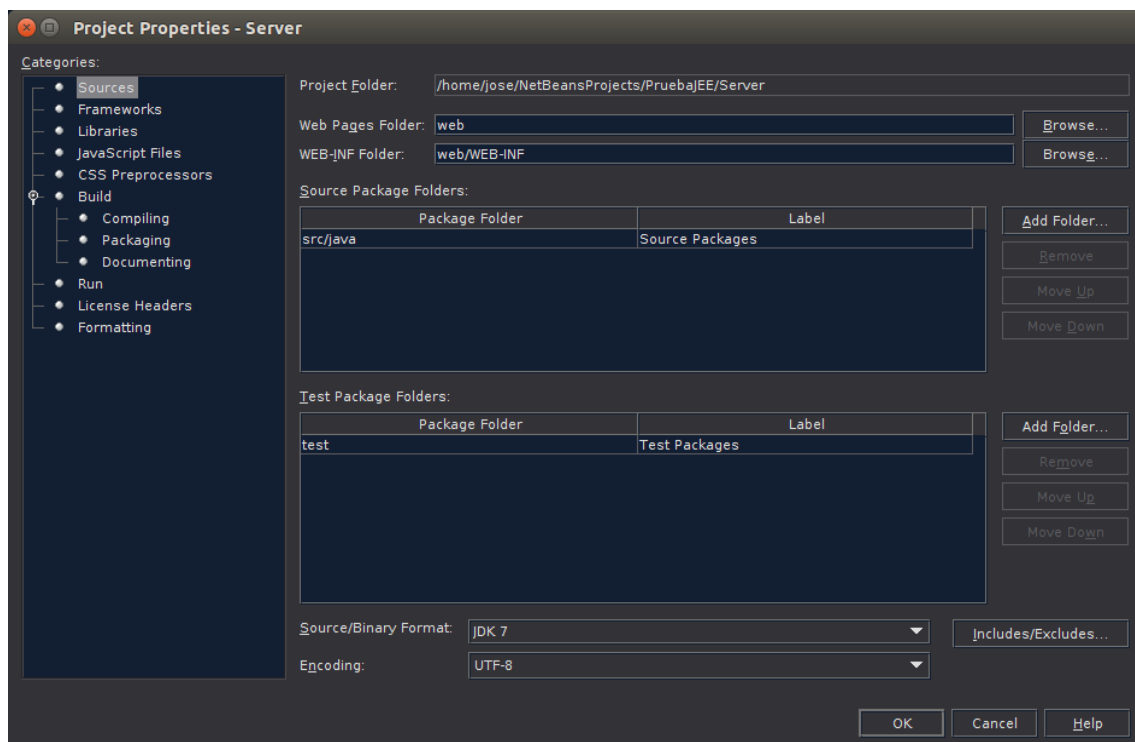 Project Properties - Server
Categories:
Sources
Frameworks
Libraries
JavaScript Files
CSS Preprocessors
Build
Compiling
Packaging
Documenting
Run
License Headers
Formatting
Project Folder: /home/jose/NetBeansProjects/PruebaJEE/Server
Web Pages Folder: web Browse...
WEB-INF Folder: web/WEB-INF Browse...
Source Package Folders:
Package Folder Label
src/java Source Packages
Add Folder...
Remove
Move Up
Move Down
Test Package Folders:
Package Folder Label
test Test Packages
Add Folder...
Remove
Move Up
Move Down
Source/Binary Format: JDK 7 Includes/Excludes...
Encoding: UTF-8
OK Cancel Help